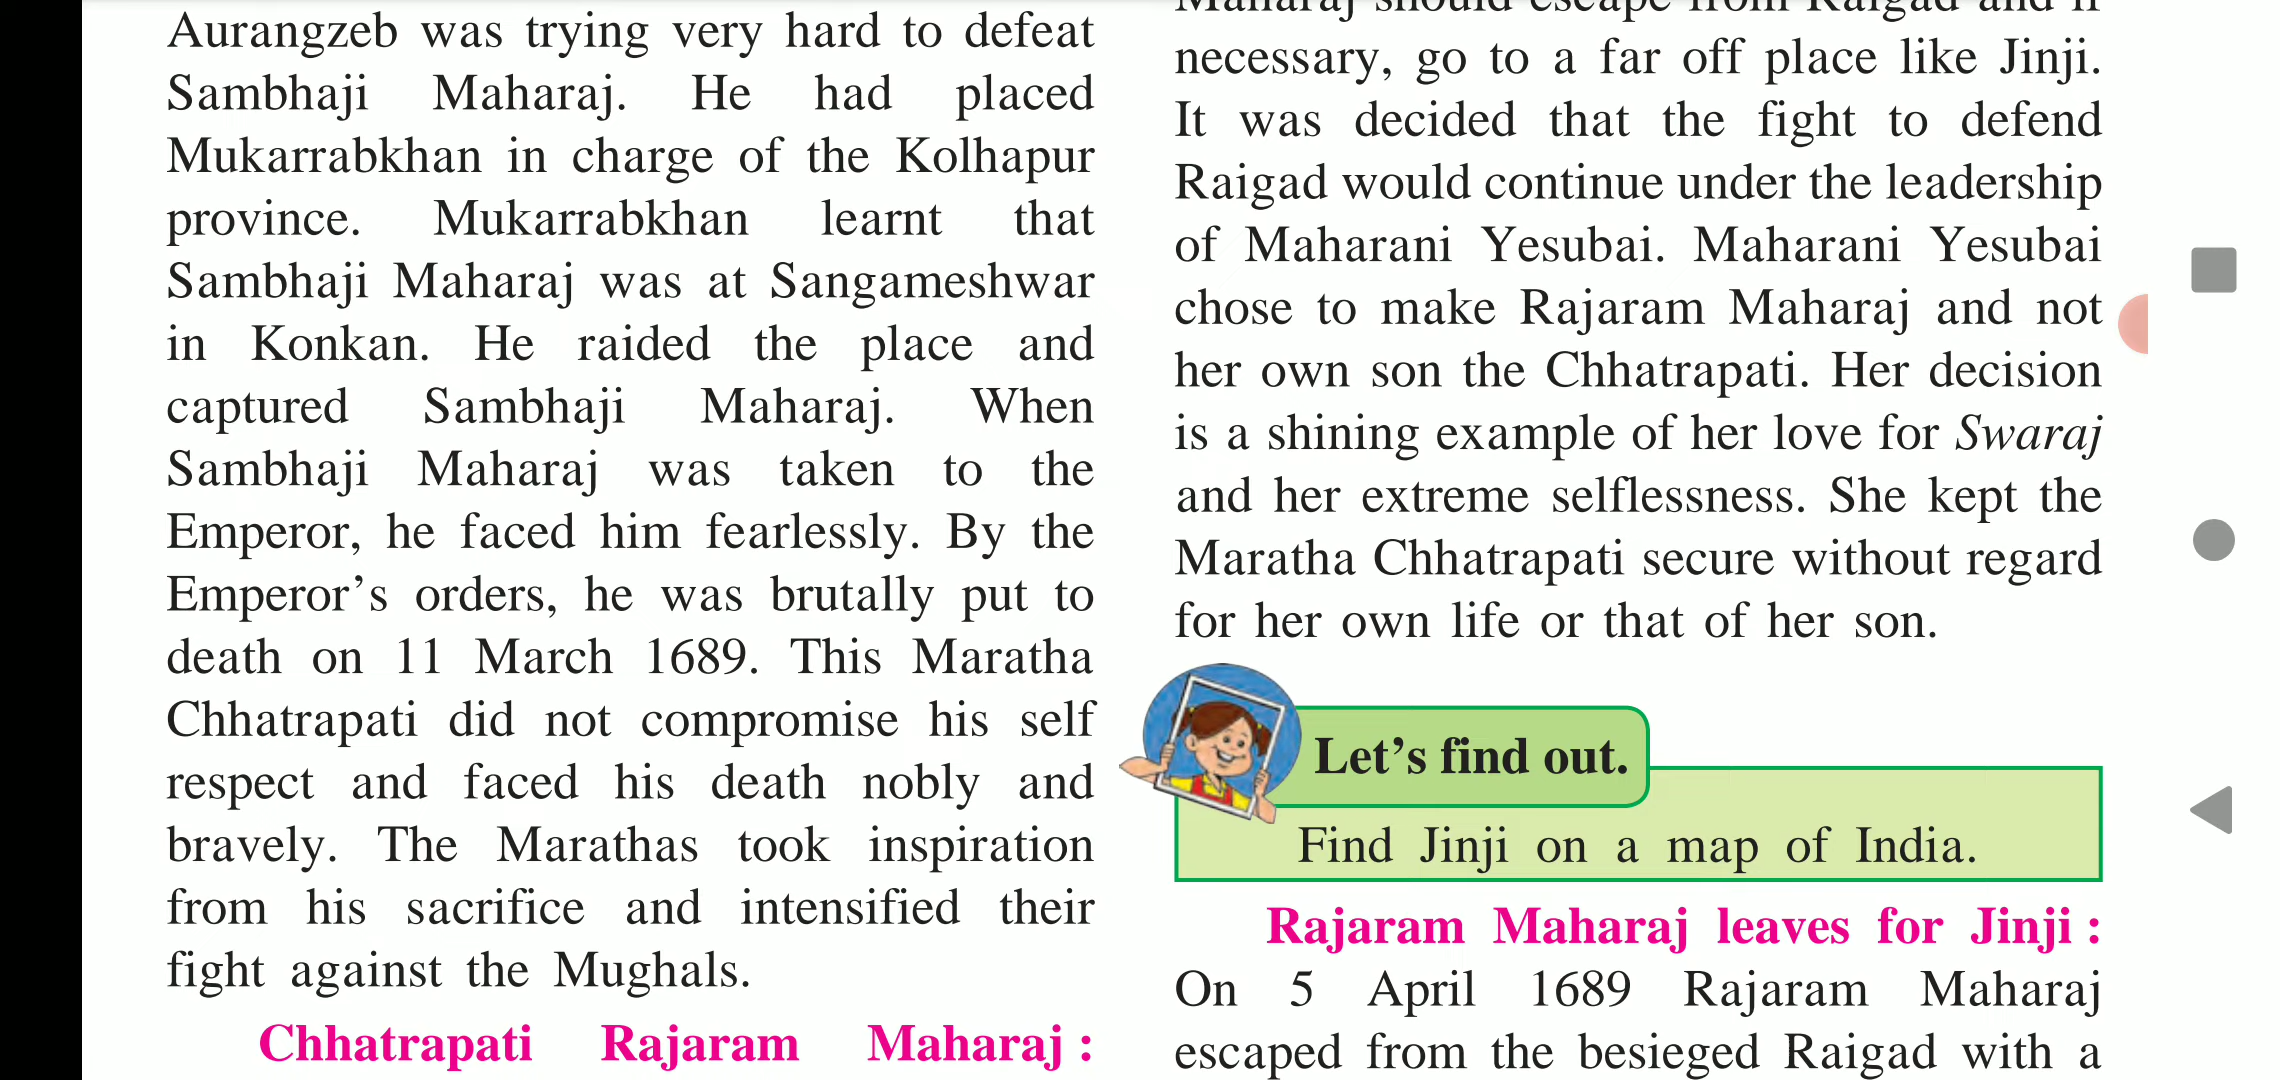 Aurangzeb was trying very hard to defeat
Sambhaji Maharaj. He had placed
Mukarrabkhan in charge of the Kolhapur
province. Mukarrabkhan learnt that
Sambhaji Maharaj was at Sangameshwar
in Konkan. He raided the place and
captured Sambhaji Maharaj. When
Sambhaji Maharaj was taken to the
Emperor, he faced him fearlessly. By the
Emperor’s orders, he was brutally put to
death on 11 March 1689. This Maratha
Chhatrapati did not compromise his self
respect and faced his death nobly and
bravely. The Marathas took inspiration
from his sacrifice and intensified their
fight against the Mughals.
Chhatrapati Rajaram Maharaj :
Maharaj should escape from Raigad and if
necessary, go to a far off place like Jinji.
It was decided that the fight to defend
Raigad would continue under the leadership
of Maharani Yesubai. Maharani Yesubai
chose to make Rajaram Maharaj and not
her own son the Chhatrapati. Her decision
is a shining example of her love for Swaraj
and her extreme selflessness. She kept the
Maratha Chhatrapati secure without regard
for her own life or that of her son.
Let’s find out.
Find Jinji on a map of India.
Rajaram Maharaj leaves for Jinji :
On 5 April 1689 Rajaram Maharaj
escaped from the besieged Raigad with a